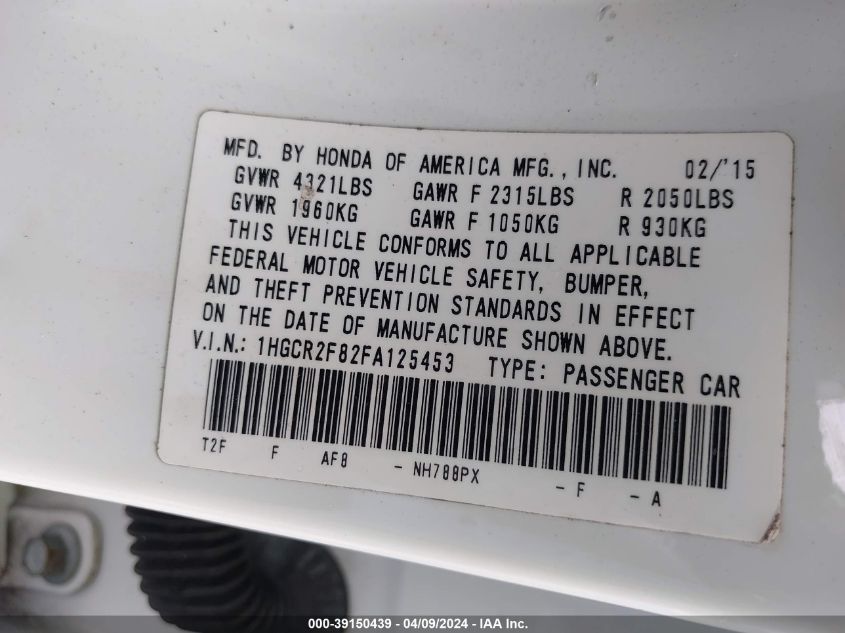 MFD. BY HONDA OF AMERICA MFG., INC. 02/'15
GVWR 4321LBS GAWR F 2315LBS R 2050LBS
GVWR 1960KG GAWR F 1050KG R 930KG
THIS VEHICLE CONFORMS TO ALL APPLICABLE
FEDERAL MOTOR VEHICLE SAFETY, BUMPER,
AND THEFT PREVENTION STANDARDS IN EFFECT
ON THE DATE OF MANUFACTURE SHOWN ABOVE.
V.I.N.: 1HGCR2F82FA125453 TYPE: PASSENGER CAR
T2F F AF8 - NH788PX - F - A
000-39150439 - 04/09/2024 - IAA Inc.